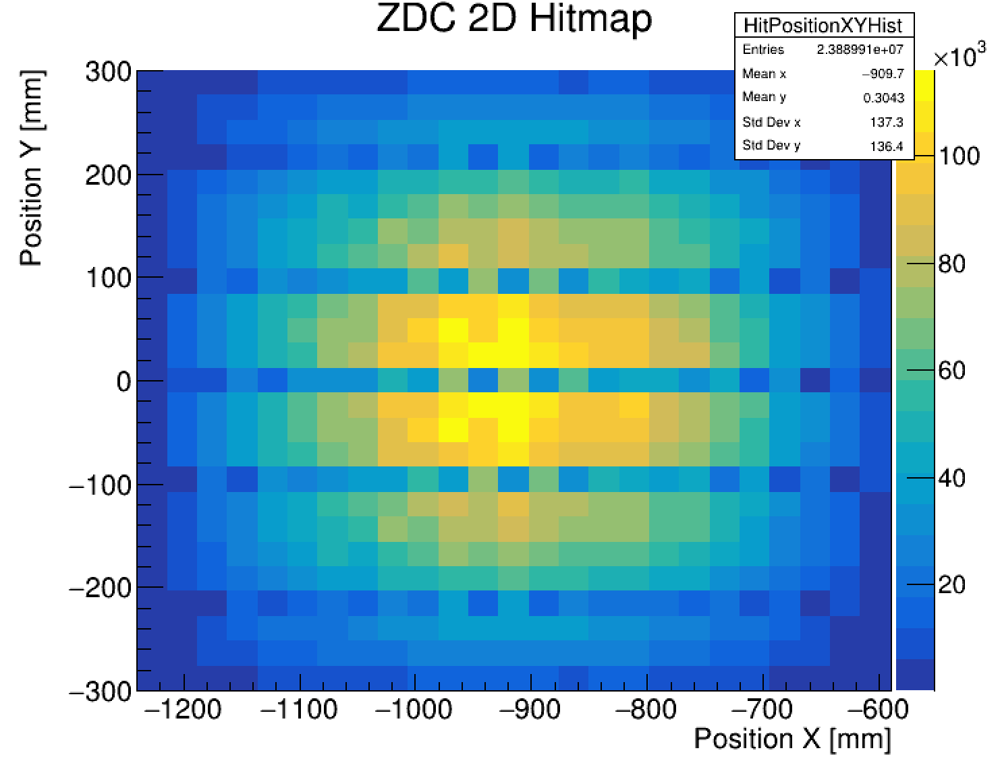 ZDC 2D Hitmap
HitPositionXYHist
Entries 2.388991e+07
Mean x −909.7
Mean y 0.3043
Std Dev x 137.3
Std Dev y 136.4
×10³
Position Y [mm]
300
200
100
0
−100
−200
−300
100
80
60
40
20
−1200 −1100 −1000 −900 −800 −700 −600
Position X [mm]